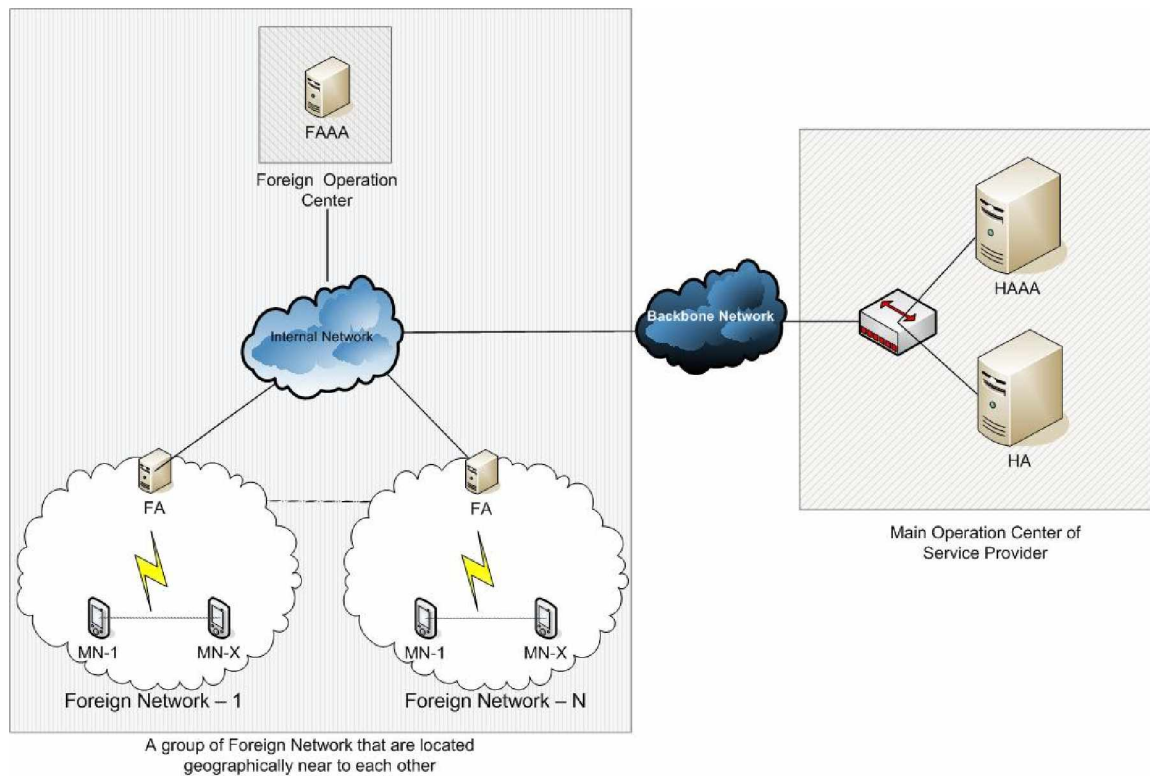 FAAA
Foreign Operation
Center
Internal Network
Backbone Network
HAAA
HA
Main Operation Center of
Service Provider
FA
FA
MN-1
MN-X
MN-1
MN-X
Foreign Network – 1
Foreign Network – N
A group of Foreign Network that are located
geographically near to each other